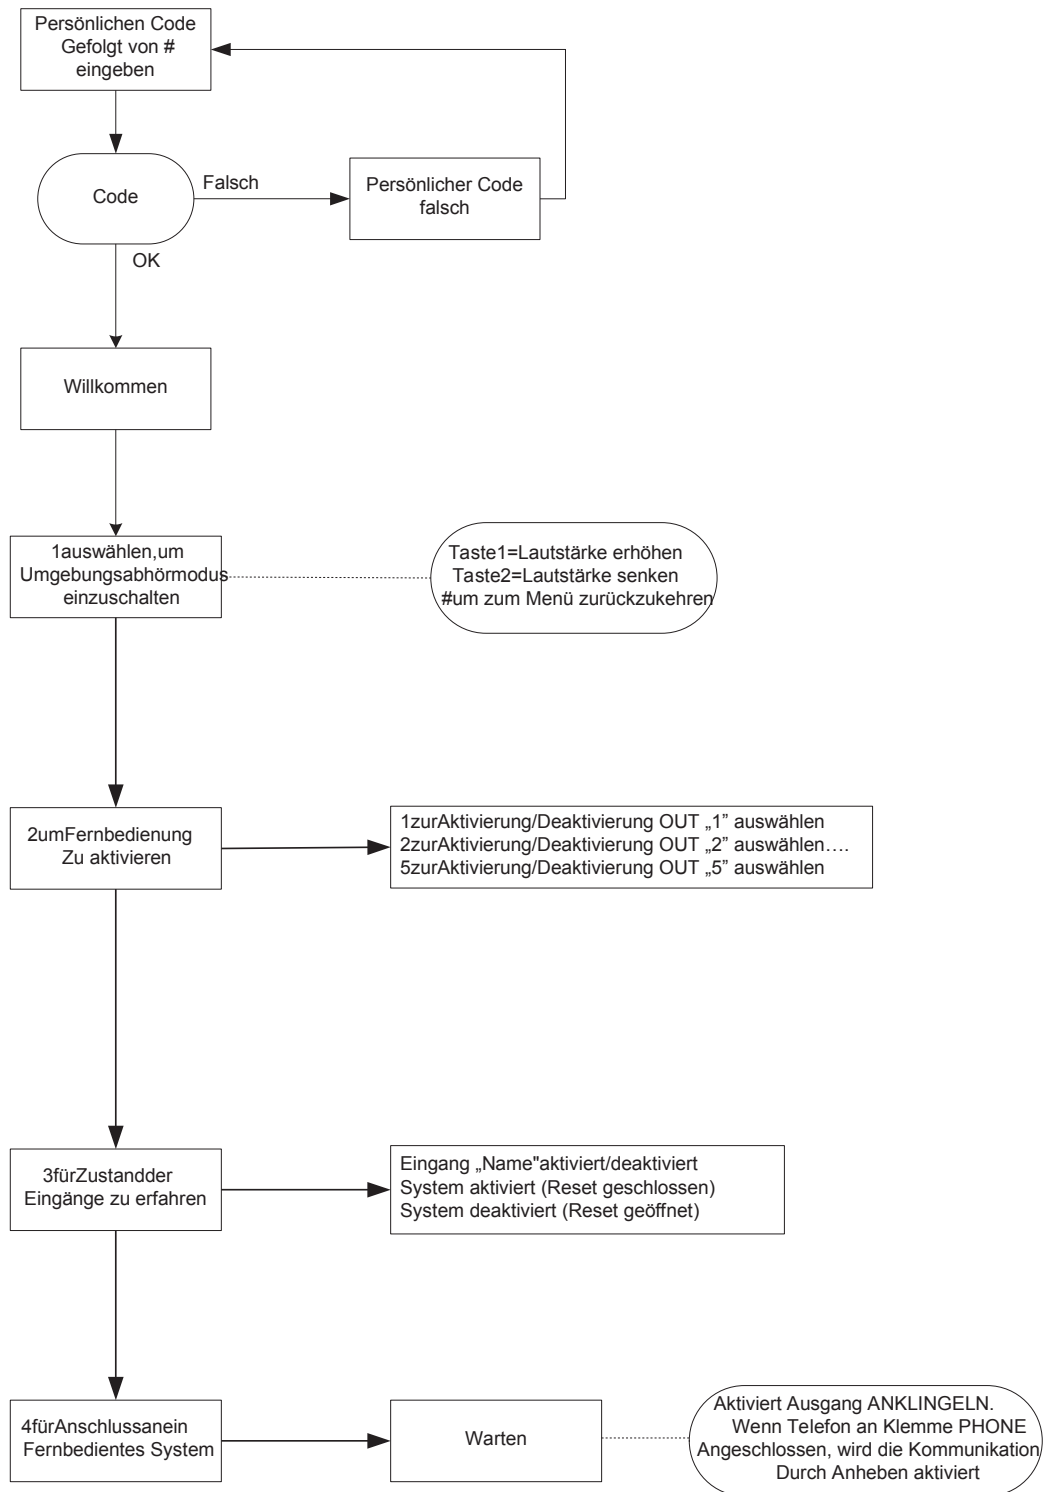 Persönlichen Code
Gefolgt von #
eingeben
Code
Falsch
Persönlicher Code
falsch
OK
Willkommen
1auswählen,um
Umgebungsabhörmodus
einzuschalten
Taste1=Lautstärke erhöhen
Taste2=Lautstärke senken
#um zum Menü zurückzukehren
2umFernbedienung
Zu aktivieren
1zurAktivierung/Deaktivierung OUT „1” auswählen
2zurAktivierung/Deaktivierung OUT „2” auswählen….
5zurAktivierung/Deaktivierung OUT „5” auswählen
3fürZustandder
Eingänge zu erfahren
Eingang „Name"aktiviert/deaktiviert
System aktiviert (Reset geschlossen)
System deaktiviert (Reset geöffnet)
4fürAnschlussanein
Fernbedientes System
Warten
Aktiviert Ausgang ANKLINGELN.
Wenn Telefon an Klemme PHONE
Angeschlossen, wird die Kommunikation
Durch Anheben aktiviert